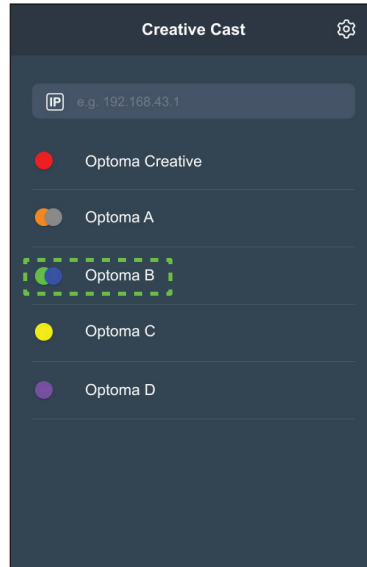 Creative Cast
IP e.g. 192.168.43.1
Optoma Creative
Optoma A
Optoma B
Optoma C
Optoma D